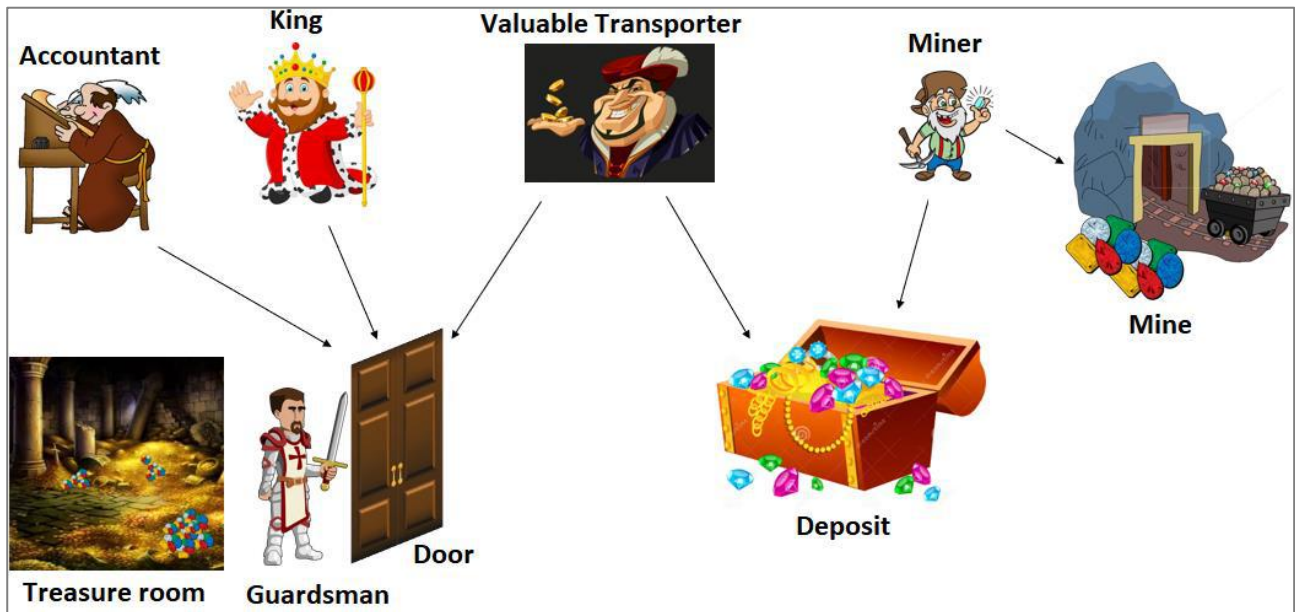 King
Valuable Transporter
Miner
Accountant
Mine
Deposit
Door
Treasure room
Guardsman